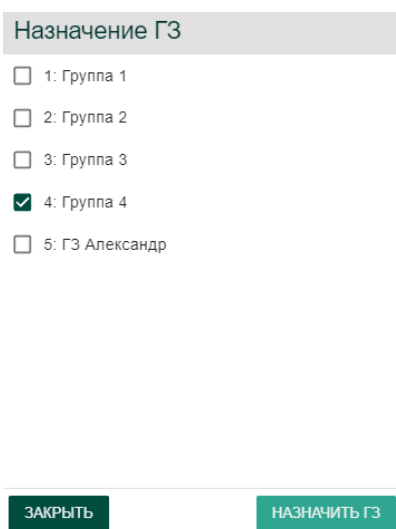 Назначение ГЗ
1: Группа 1
2: Группа 2
3: Группа 3
4: Группа 4
5: ГЗ Александр
ЗАКРЫТЬ
НАЗНАЧИТЬ ГЗ